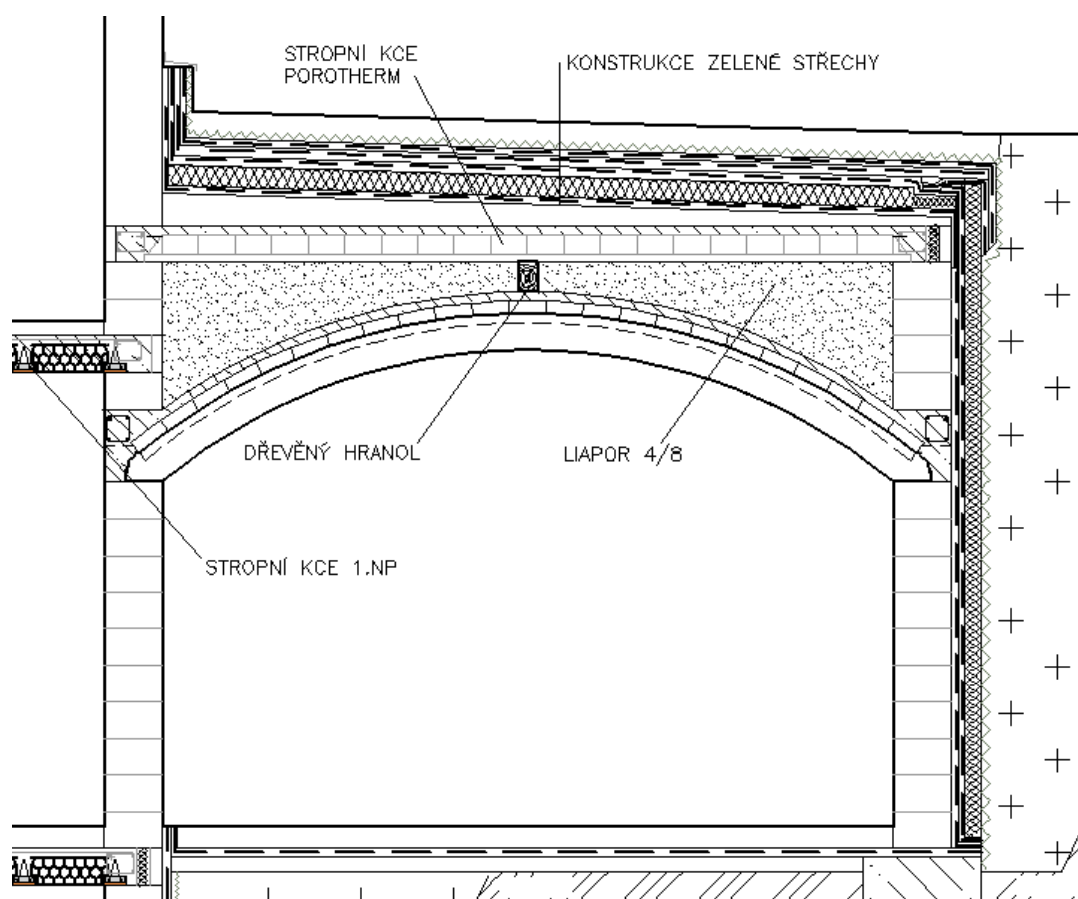 STROPNÍ KCE
POROTHERM
KONSTRUKCE ZELENÉ STŘECHY
DŘEVĚNÝ HRANOL
LIAPOR 4/8
STROPNÍ KCE 1.NP